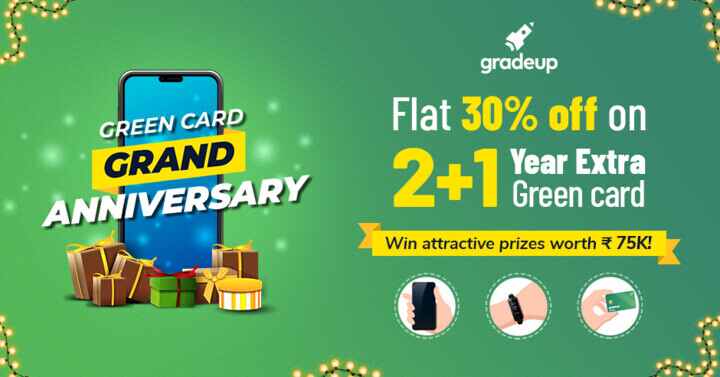 GREEN CARD
GRAND
ANNIVERSARY
gradeup
Flat 30% off on
2+1 Year Extra
Green card
Win attractive prizes worth ₹ 75K!